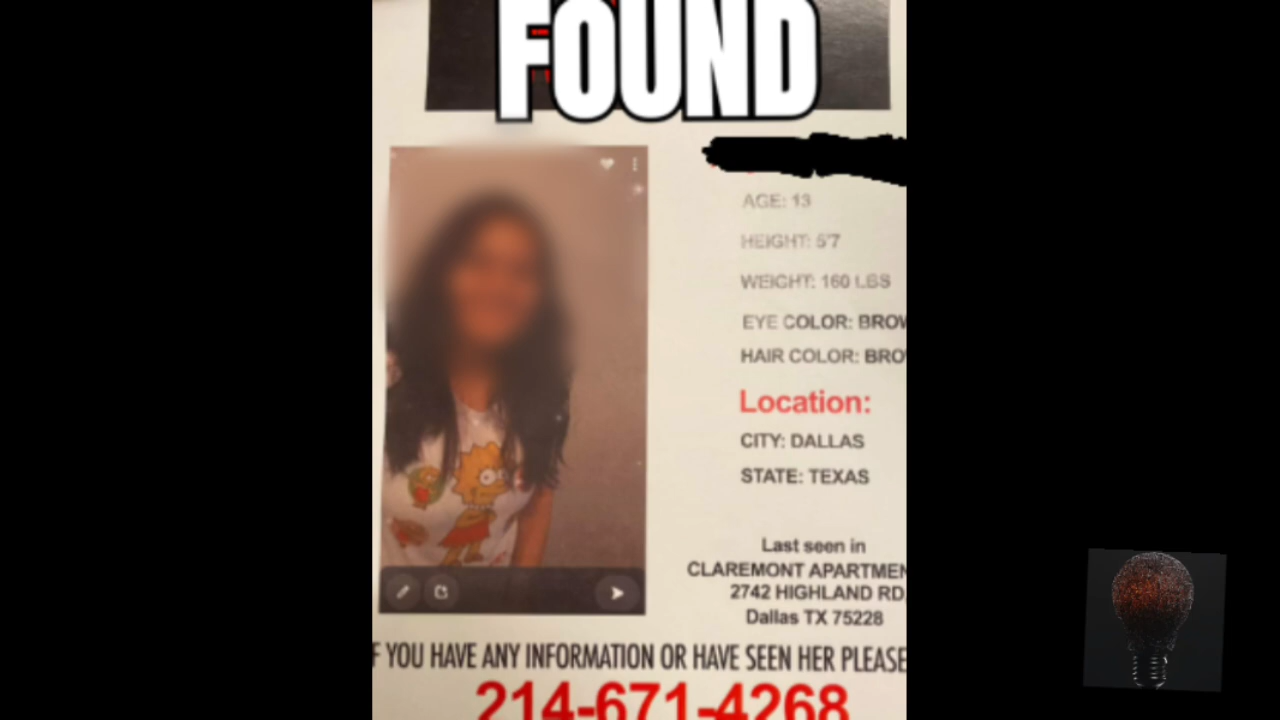 FOUND
AGE: 13
HEIGHT: 5'7
WEIGHT: 160 LBS
EYE COLOR: BROW
HAIR COLOR: BRO
Location:
CITY: DALLAS
STATE: TEXAS
Last seen in
CLAREMONT APARTMEN
2742 HIGHLAND RD
Dallas TX 75228
F YOU HAVE ANY INFORMATION OR HAVE SEEN HER PLEASE
214-671-4268